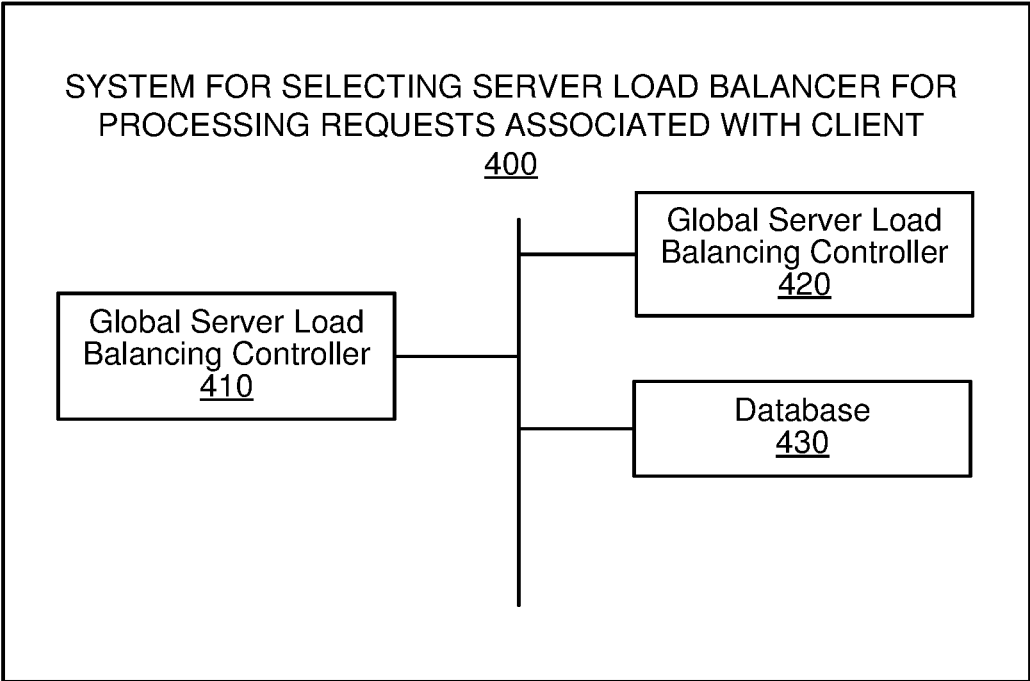 SYSTEM FOR SELECTING SERVER LOAD BALANCER FOR
PROCESSING REQUESTS ASSOCIATED WITH CLIENT
400
Global Server Load
Balancing Controller
410
Global Server Load
Balancing Controller
420
Database
430